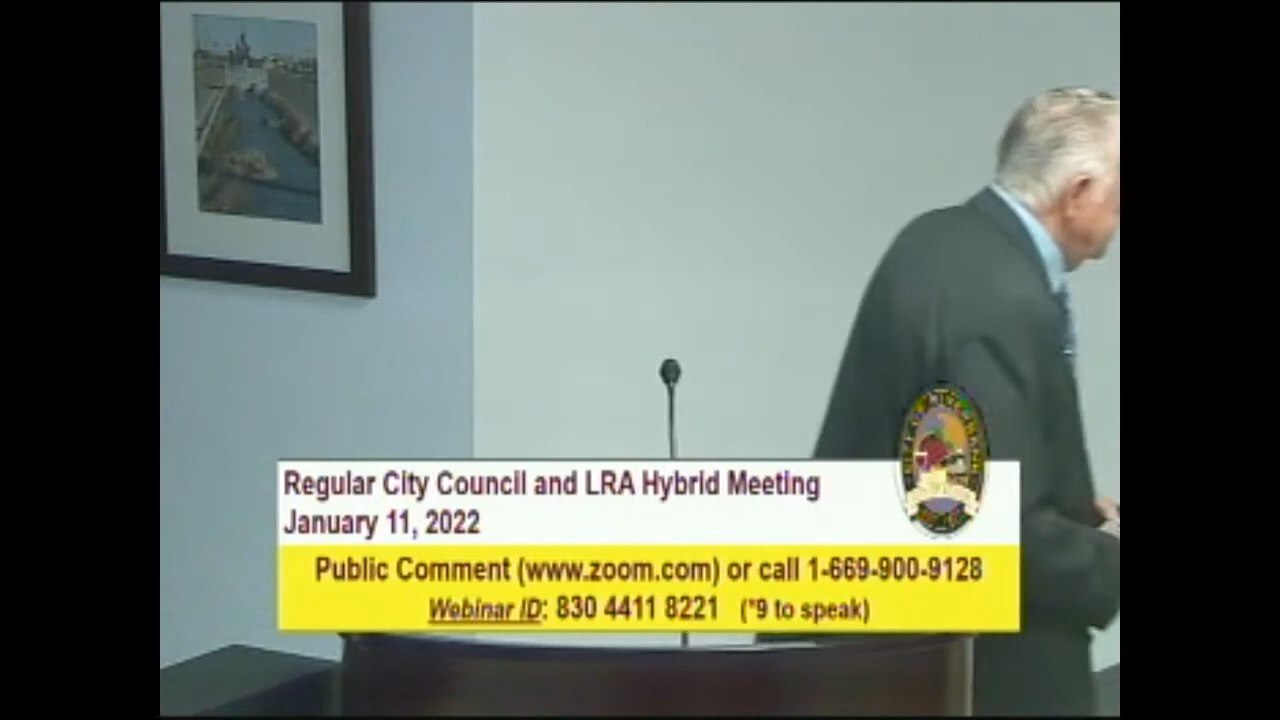 Regular City Council and LRA Hybrid Meeting
January 11, 2022
Public Comment (www.zoom.com) or call 1-669-900-9128
Webinar ID: 830 4411 8221 (*9 to speak)